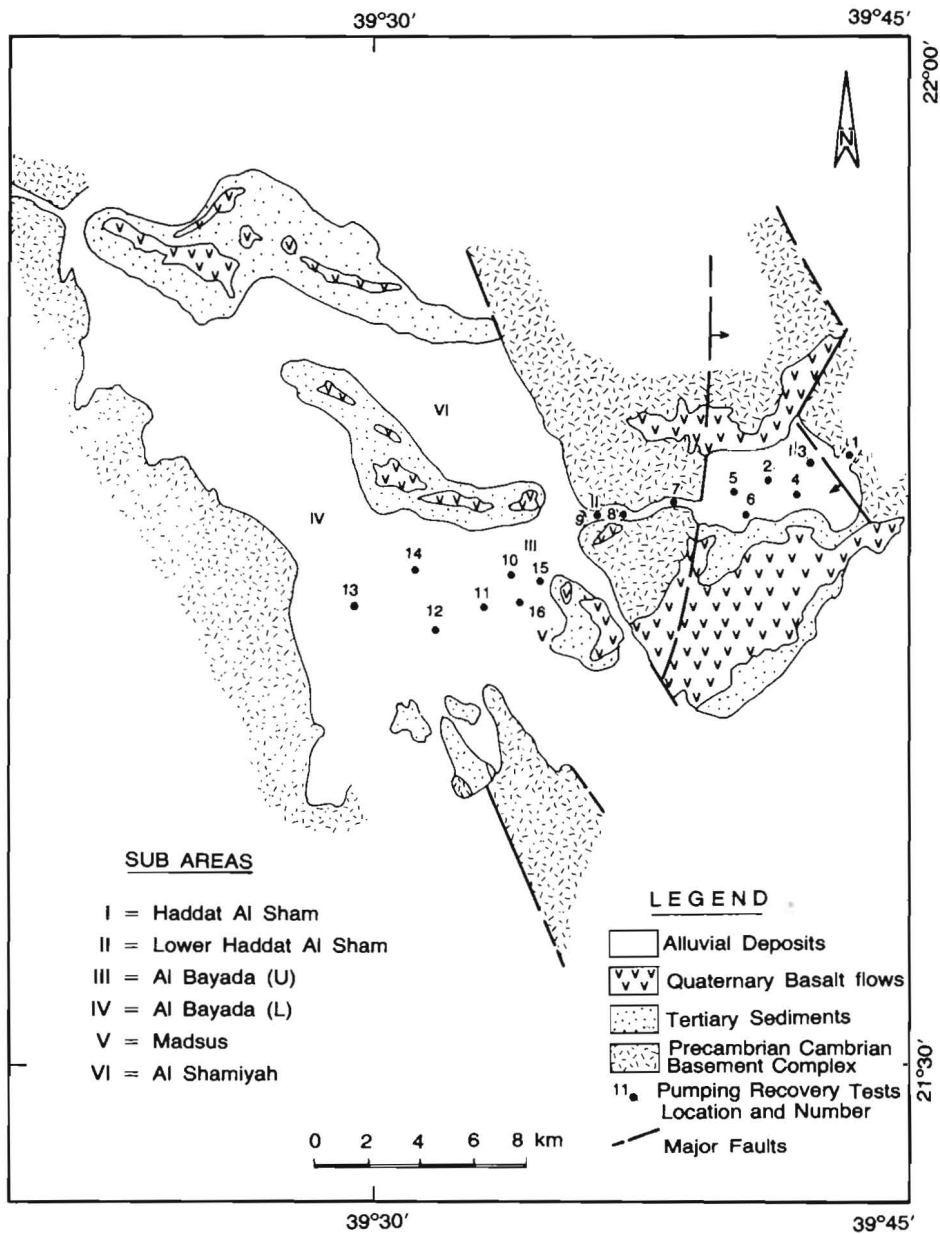 39°30′
39°45′
22°00′
N
VI
IV
II
9
8
7
5
2
I
3
1
4
6
III
10
15
14
13
11
16
12
V
SUB AREAS
I = Haddat Al Sham
II = Lower Haddat Al Sham
III = Al Bayada (U)
IV = Al Bayada (L)
V = Madsus
VI = Al Shamiyah
LEGEND
Alluvial Deposits
Quaternary Basalt flows
Tertiary Sediments
Precambrian Cambrian
Basement Complex
11 Pumping Recovery Tests
Location and Number
Major Faults
21°30′
0 2 4 6 8 km
39°30′
39°45′